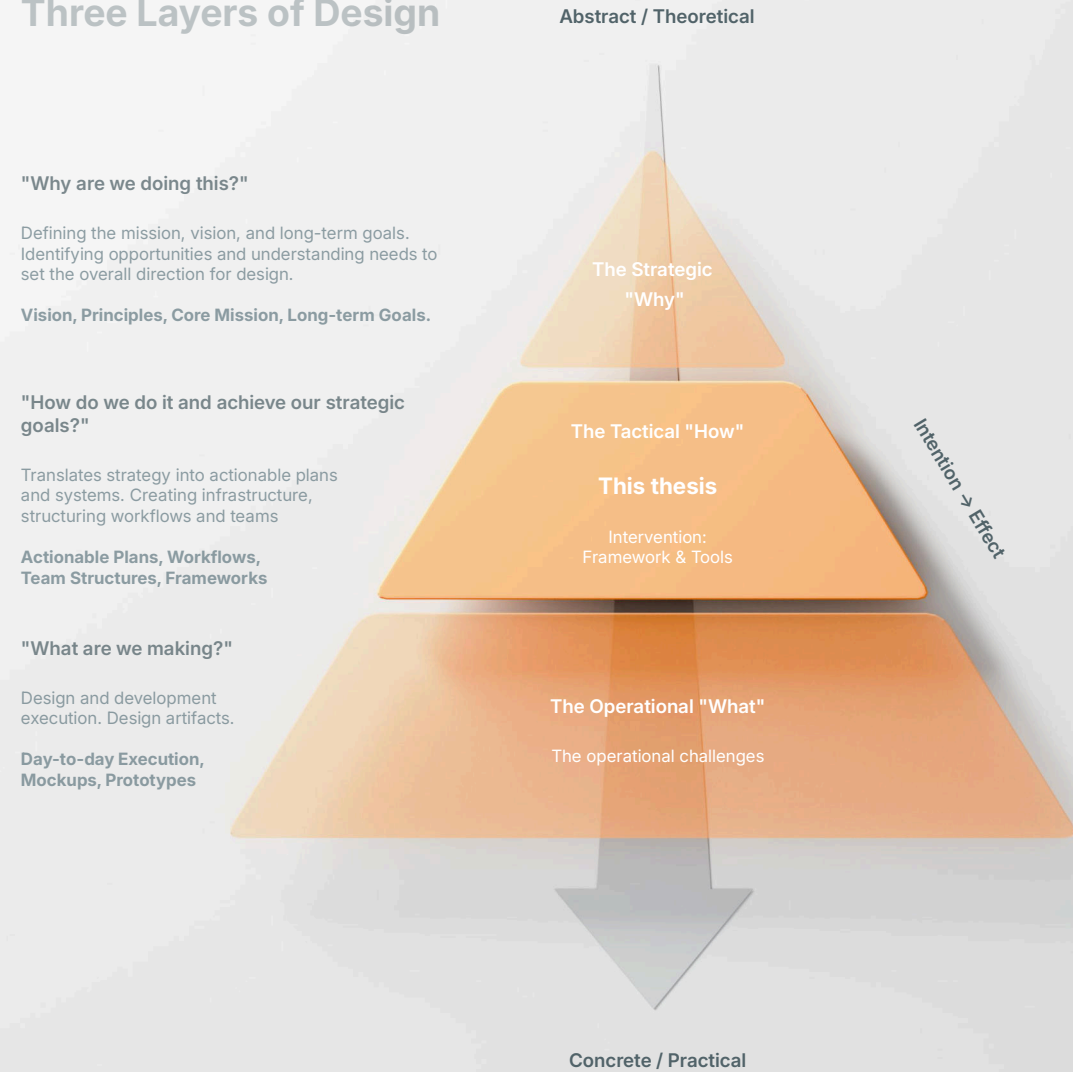 Three Layers of Design
Abstract / Theoretical
"Why are we doing this?"
Defining the mission, vision, and long-term goals.
Identifying opportunities and understanding needs to
set the overall direction for design.
Vision, Principles, Core Mission, Long-term Goals.
The Strategic
"Why"
"How do we do it and achieve our strategic
goals?"
Translates strategy into actionable plans
and systems. Creating infrastructure,
structuring workflows and teams
Actionable Plans, Workflows,
Team Structures, Frameworks
The Tactical "How"
This thesis
Intervention:
Framework & Tools
Intention → Effect
"What are we making?"
Design and development
execution. Design artifacts.
Day-to-day Execution,
Mockups, Prototypes
The Operational "What"
The operational challenges
Concrete / Practical